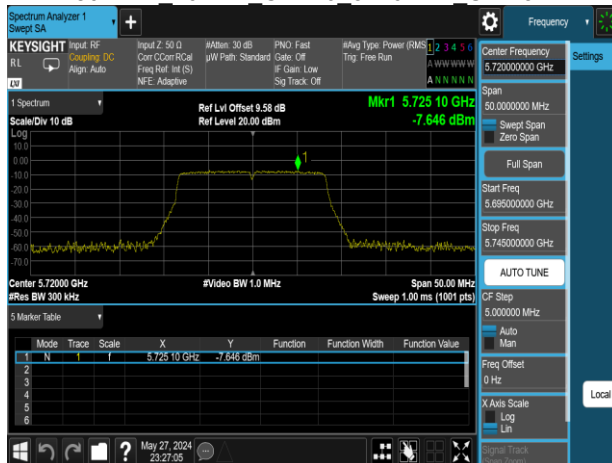 Spectrum Analyzer 1
Swept SA
Frequency
KEYSIGHT
RL
LXI
Input: RF
Coupling: DC
Align: Auto
Input Z: 50 Ω
Corr CCorr RCal
Freq Ref: Int (S)
NFE: Adaptive
#Atten: 30 dB
µW Path: Standard
PNO: Fast
Gate: Off
IF Gain: Low
Sig Track: Off
#Avg Type: Power (RMS
Trig: Free Run
1 2 3 4 5 6
A WW WW W
A N N N N N
1 Spectrum
Scale/Div 10 dB
Ref Lvl Offset 9.58 dB
Ref Level 20.00 dBm
Mkr1 5.725 10 GHz
-7.646 dBm
Log
10.0
0.00
-10.0
-20.0
-30.0
-40.0
-50.0
-60.0
-70.0
1
Center 5.72000 GHz
#Res BW 300 kHz
#Video BW 1.0 MHz
Span 50.00 MHz
Sweep 1.00 ms (1001 pts)
5 Marker Table
Mode Trace Scale X Y Function Function Width Function Value
1 N 1 f 5.725 10 GHz -7.646 dBm
2
3
4
5
6
May 27, 2024
23:27:05
Center Frequency
5.720000000 GHz
Span
50.0000000 MHz
Swept Span
Zero Span
Full Span
Start Freq
5.695000000 GHz
Stop Freq
5.745000000 GHz
AUTO TUNE
CF Step
5.000000 MHz
Auto
Man
Freq Offset
0 Hz
X Axis Scale
Log
Lin
Signal Track
(Span Zoom)
Settings
Local